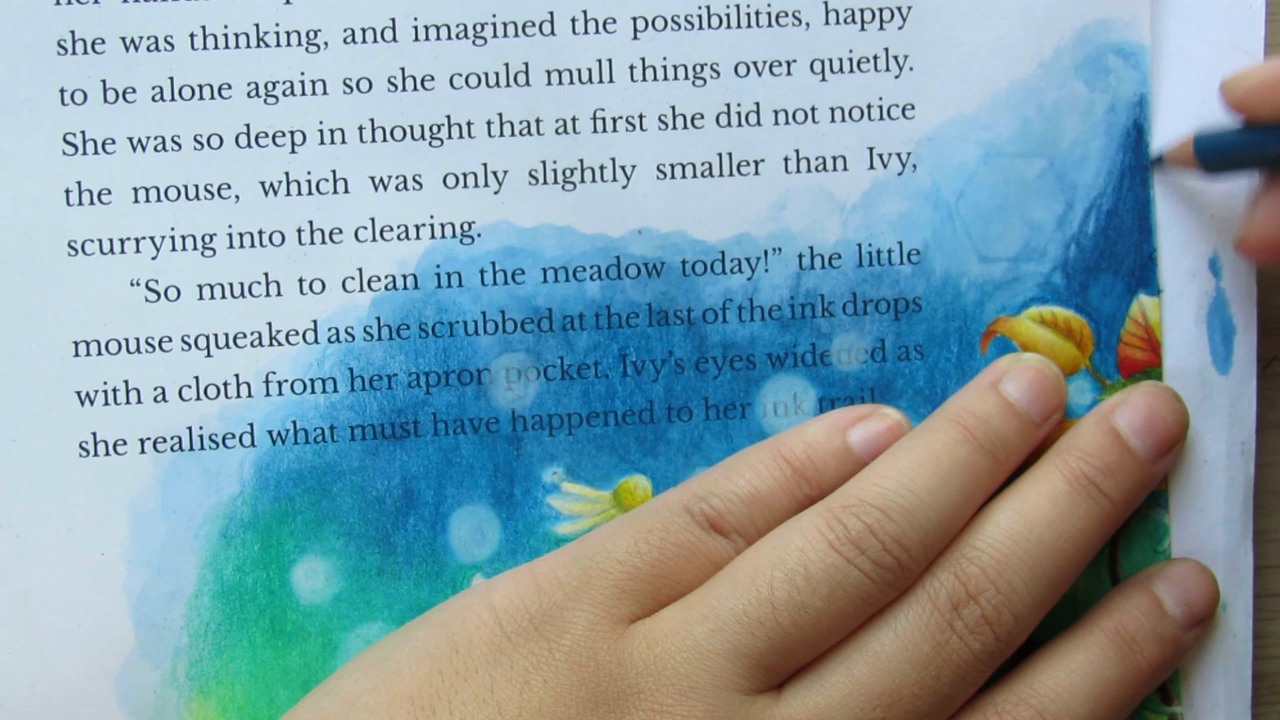 she was thinking, and imagined the possibilities, happy
to be alone again so she could mull things over quietly.
She was so deep in thought that at first she did not notice
the mouse, which was only slightly smaller than Ivy,
scurrying into the clearing.
“So much to clean in the meadow today!” the little
mouse squeaked as she scrubbed at the last of the ink drops
with a cloth from her apron pocket. Ivy’s eyes widened as
she realised what must have happened to her ink trail.